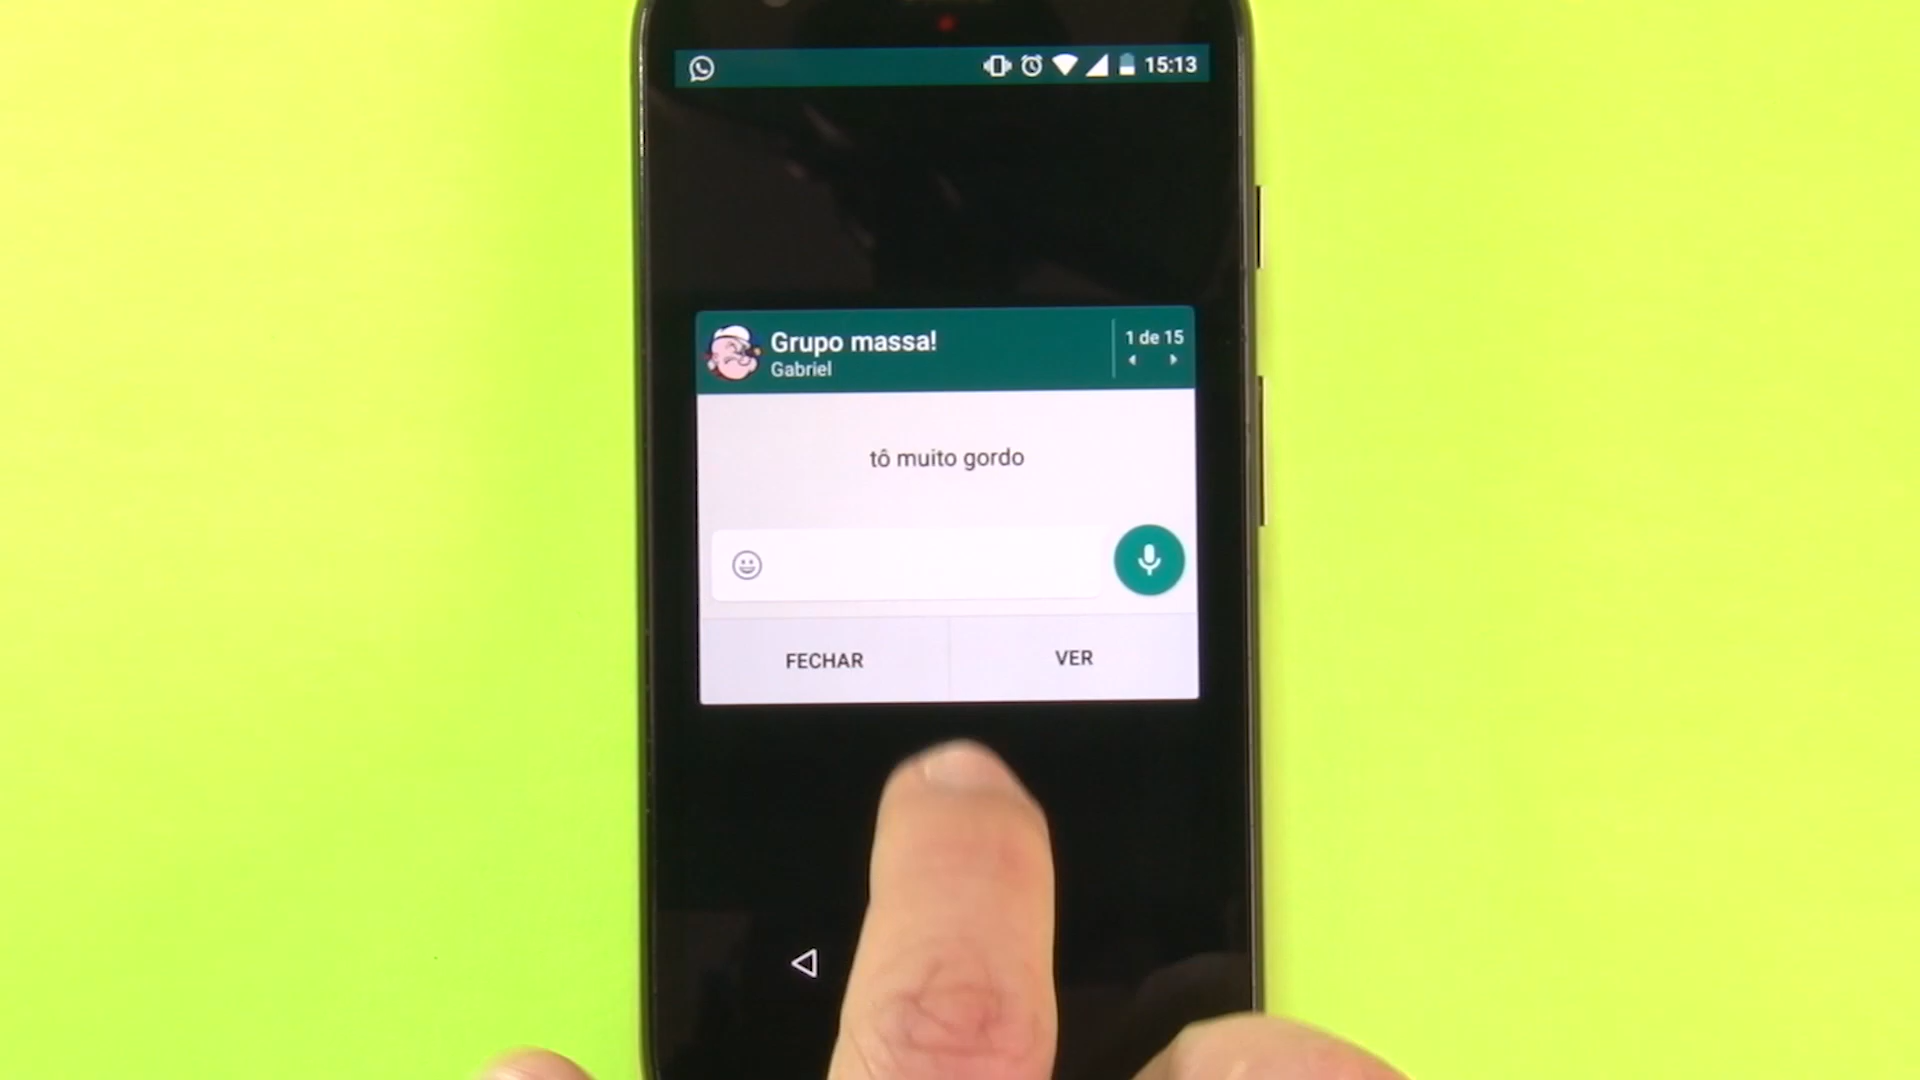 15:13
Grupo massa!
Gabriel
1 de 15
tô muito gordo
FECHAR
VER